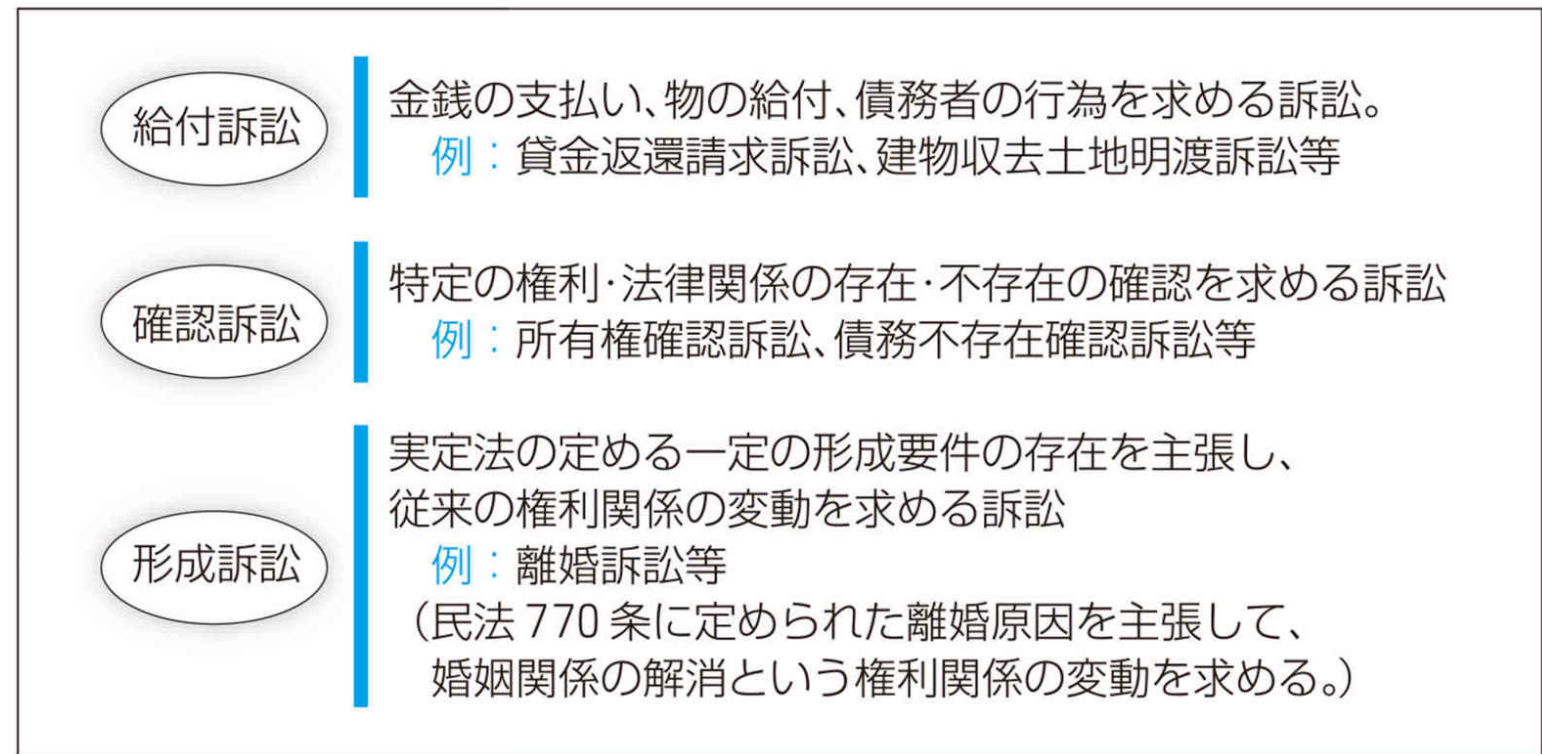 給付訴訟
金銭の支払い、物の給付、債務者の行為を求める訴訟。
例：貸金返還請求訴訟、建物収去土地明渡訴訟等
確認訴訟
特定の権利・法律関係の存在・不存在の確認を求める訴訟
例：所有権確認訴訟、債務不存在確認訴訟等
形成訴訟
実定法の定める一定の形成要件の存在を主張し、
従来の権利関係の変動を求める訴訟
例：離婚訴訟等
（民法770条に定められた離婚原因を主張して、
婚姻関係の解消という権利関係の変動を求める。）